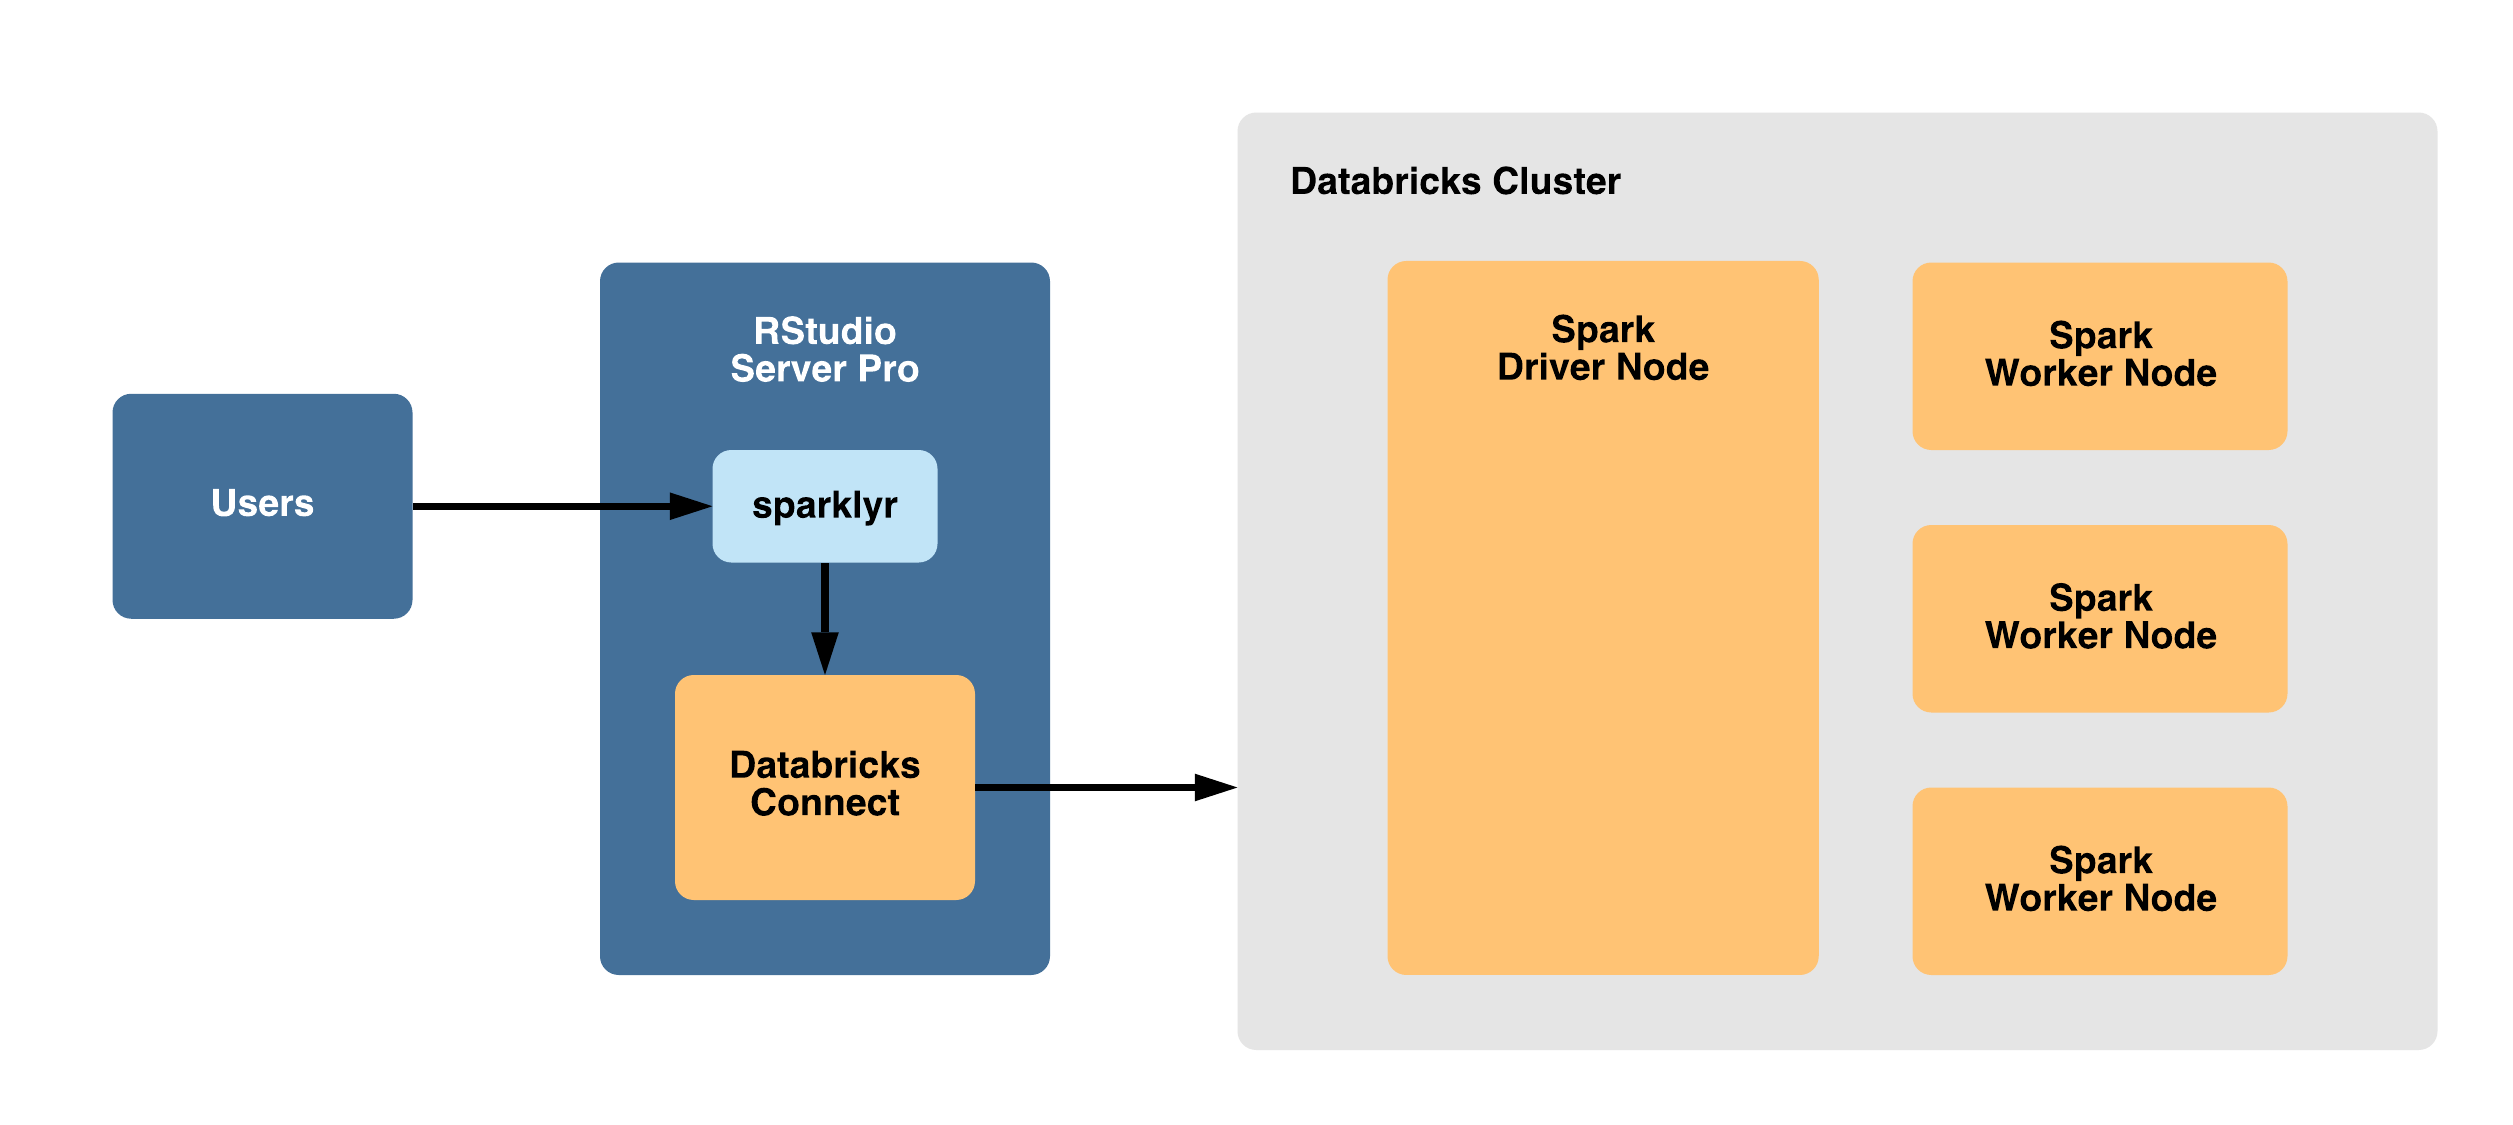 Users
RStudio
Server Pro
sparklyr
Databricks
Connect
Databricks Cluster
Spark
Driver Node
Spark
Worker Node
Spark
Worker Node
Spark
Worker Node